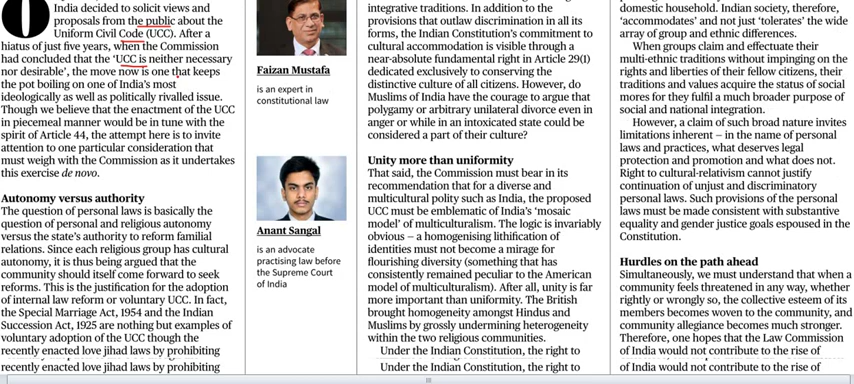 O
India decided to solicit views and
proposals from the public about the
Uniform Civil Code (UCC). After a
hiatus of just five years, when the Commission
had concluded that the ‘UCC is neither necessary
nor desirable’, the move now is one that keeps
the pot boiling on one of India’s most
ideologically as well as politically rivalled issue.
Though we believe that the enactment of the UCC
in piecemeal manner would be in tune with the
spirit of Article 44, the attempt here is to invite
attention to one particular consideration that
must weigh with the Commission as it undertakes
this exercise de novo.
Autonomy versus authority
The question of personal laws is basically the
question of personal and religious autonomy
versus the state’s authority to reform familial
relations. Since each religious group has cultural
autonomy, it is thus being argued that the
community should itself come forward to seek
reforms. This is the justification for the adoption
of internal law reform or voluntary UCC. In fact,
the Special Marriage Act, 1954 and the Indian
Succession Act, 1925 are nothing but examples of
voluntary adoption of the UCC though the
recently enacted love jihad laws by prohibiting
recently enacted love jihad laws by prohibiting
Faizan Mustafa
is an expert in
constitutional law
Anant Sangal
is an advocate
practising law before
the Supreme Court
of India
integrative traditions. In addition to the
provisions that outlaw discrimination in all its
forms, the Indian Constitution’s commitment to
cultural accommodation is visible through a
near-absolute fundamental right in Article 29(1)
dedicated exclusively to conserving the
distinctive culture of all citizens. However, do
Muslims of India have the courage to argue that
polygamy or arbitrary unilateral divorce even in
anger or while in an intoxicated state could be
considered a part of their culture?
Unity more than uniformity
That said, the Commission must bear in its
recommendation that for a diverse and
multicultural polity such as India, the proposed
UCC must be emblematic of India’s ‘mosaic
model’ of multiculturalism. The logic is invariably
obvious — a homogenising lithification of
identities must not become a mirage for
flourishing diversity (something that has
consistently remained peculiar to the American
model of multiculturalism). After all, unity is far
more important than uniformity. The British
brought homogeneity amongst Hindus and
Muslims by grossly undermining heterogeneity
within the two religious communities.
Under the Indian Constitution, the right to
Under the Indian Constitution, the right to
domestic household. Indian society, therefore,
‘accommodates’ and not just ‘tolerates’ the wide
array of group and ethnic differences.
When groups claim and effectuate their
multi-ethnic traditions without impinging on the
rights and liberties of their fellow citizens, their
traditions and values acquire the status of social
mores for they fulfil a much broader purpose of
social and national integration.
However, a claim of such broad nature invites
limitations inherent — in the name of personal
laws and practices, what deserves legal
protection and promotion and what does not.
Right to cultural-relativism cannot justify
continuation of unjust and discriminatory
personal laws. Such provisions of the personal
laws must be made consistent with substantive
equality and gender justice goals espoused in the
Constitution.
Hurdles on the path ahead
Simultaneously, we must understand that when a
community feels threatened in any way, whether
rightly or wrongly so, the collective esteem of its
members becomes woven to the community, and
community allegiance becomes much stronger.
Therefore, one hopes that the Law Commission
of India would not contribute to the rise of
of India would not contribute to the rise of